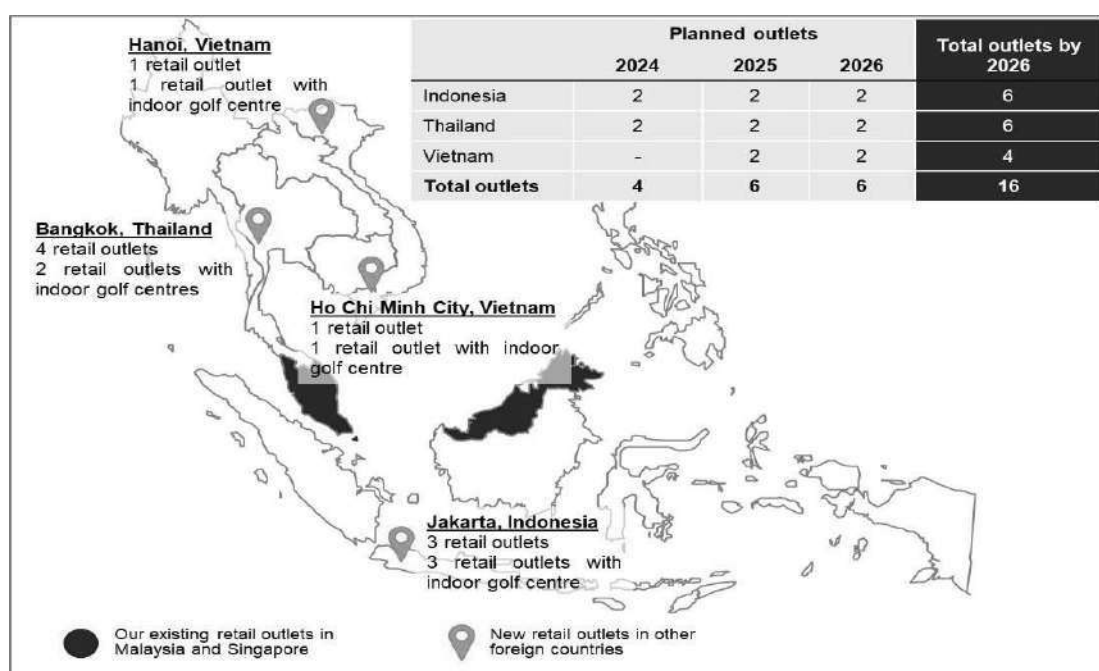 Hanoi, Vietnam
1 retail outlet
1 retail outlet with
indoor golf centre
Planned outlets
Total outlets by
2026
2024 2025 2026
Indonesia 2 2 2 6
Thailand 2 2 2 6
Vietnam - 2 2 4
Total outlets 4 6 6 16
Bangkok, Thailand
4 retail outlets
2 retail outlets with
indoor golf centres
Ho Chi Minh City, Vietnam
1 retail outlet
1 retail outlet with indoor
golf centre
Jakarta, Indonesia
3 retail outlets
3 retail outlets with
indoor golf centre
Our existing retail outlets in
Malaysia and Singapore
New retail outlets in other
foreign countries